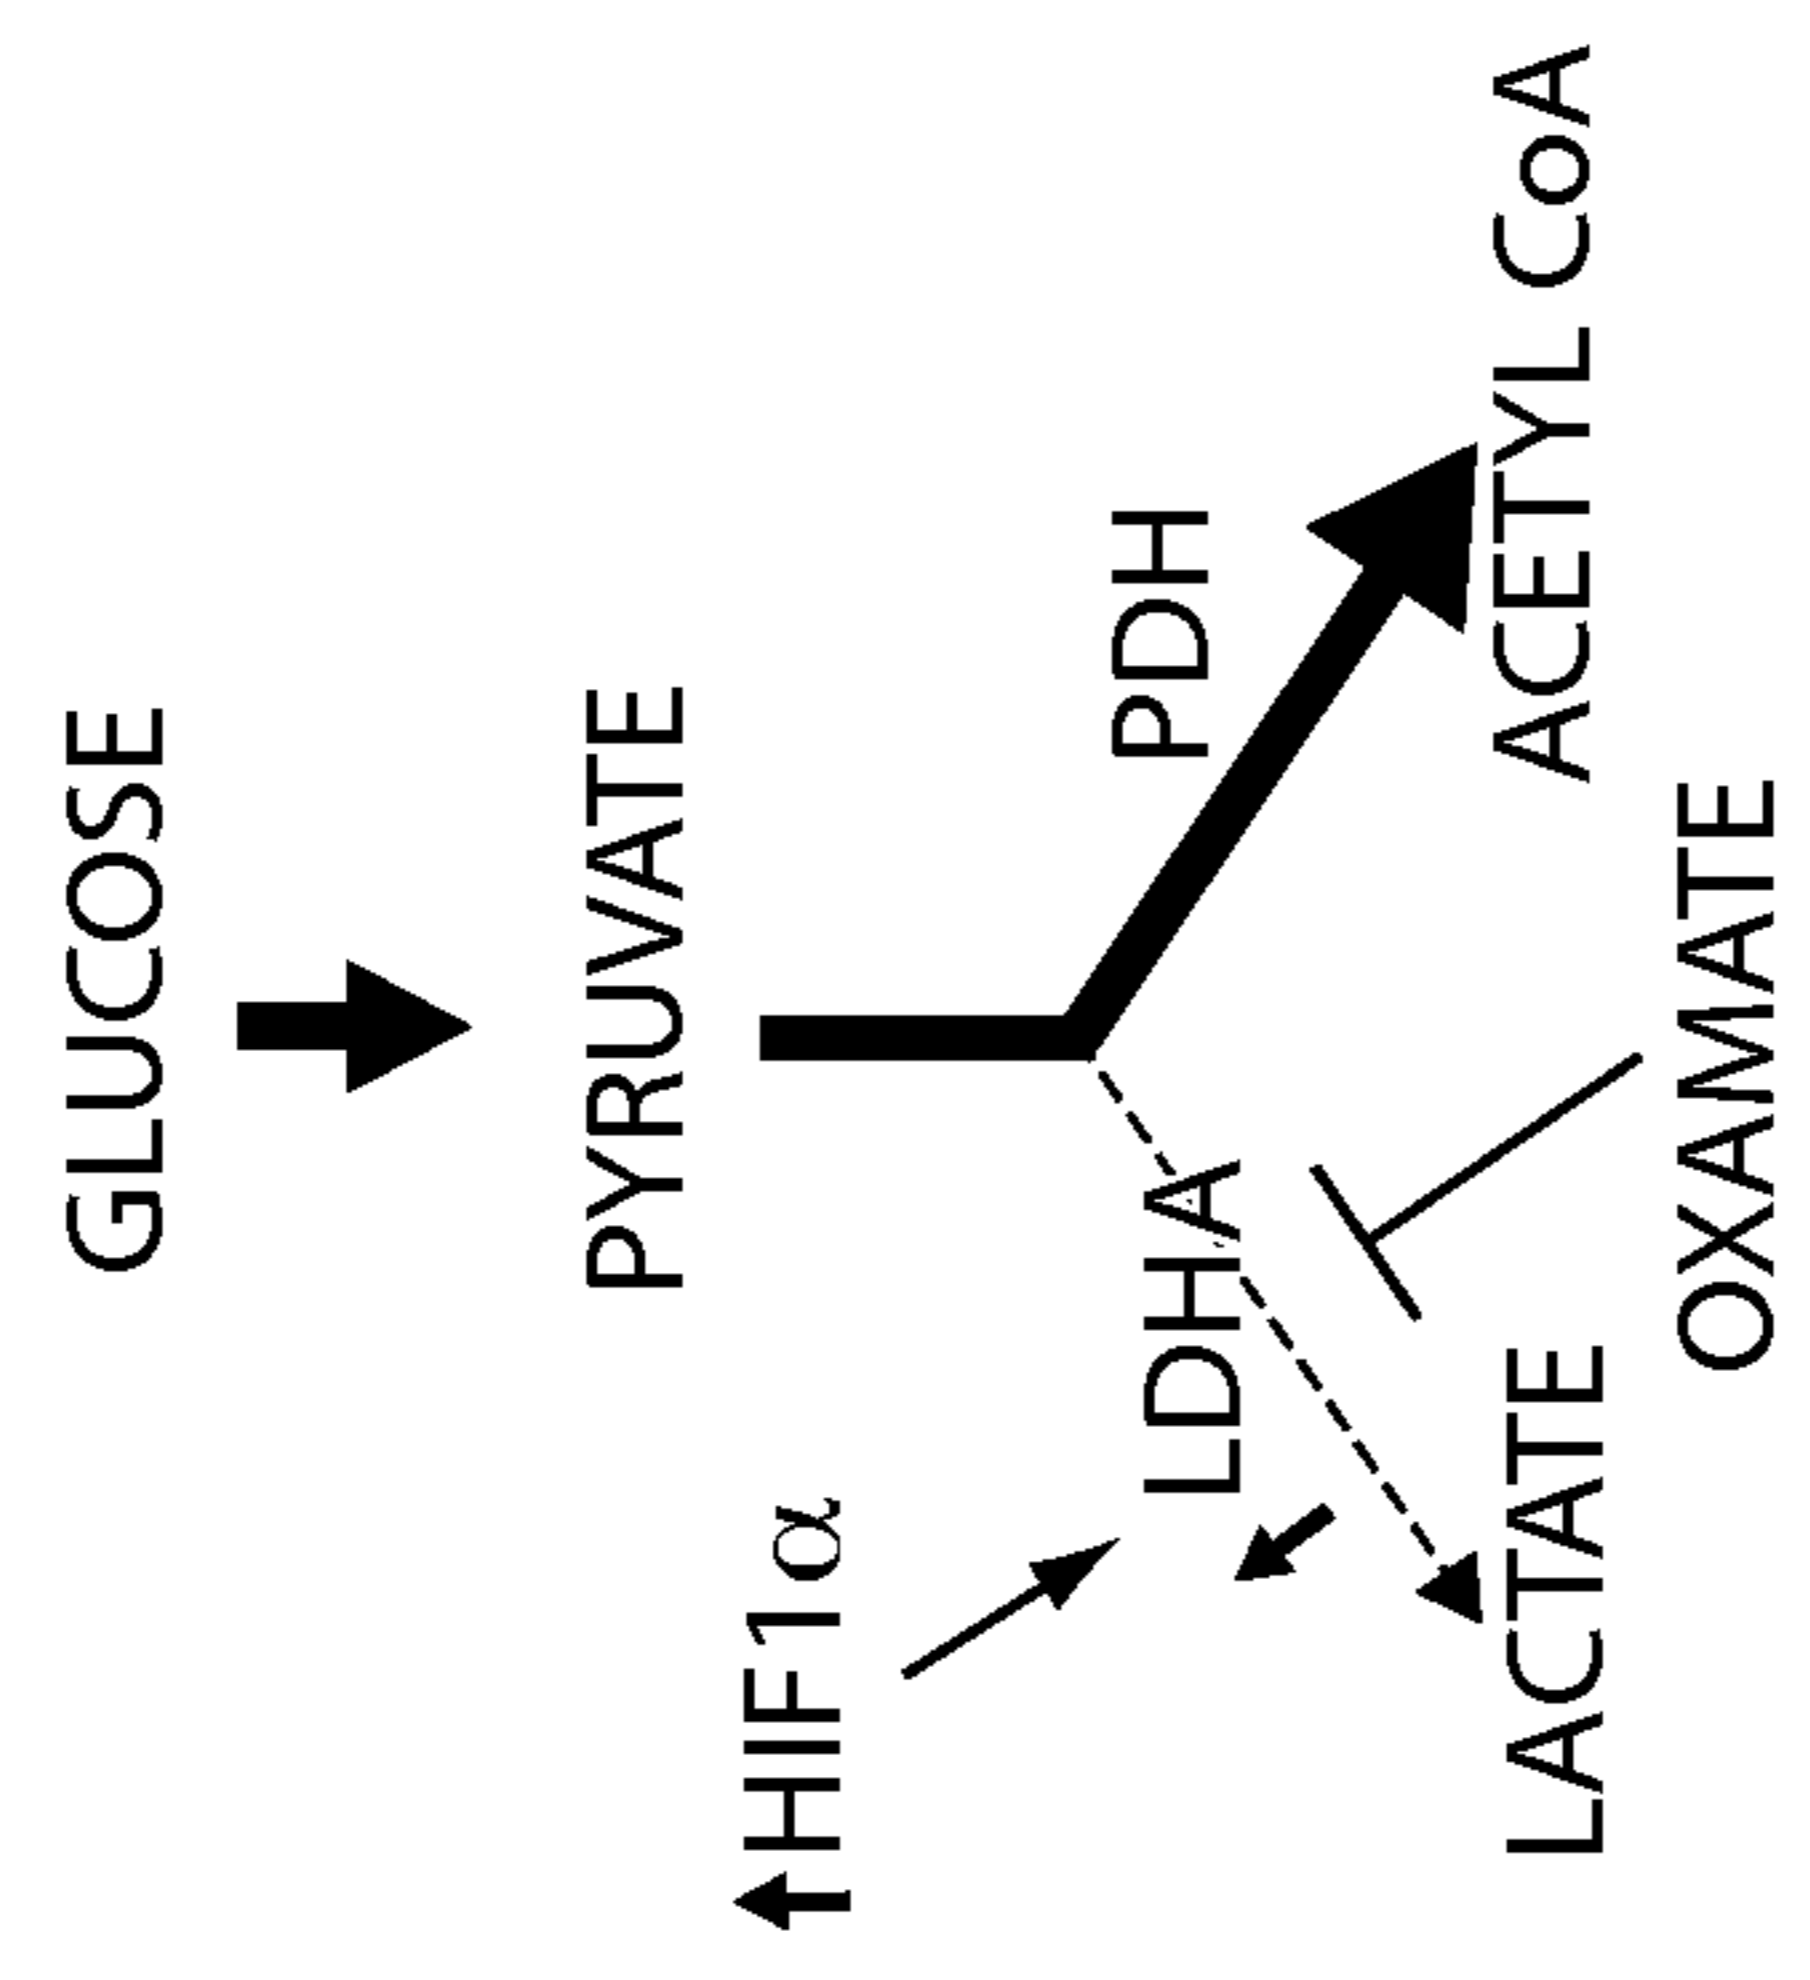 GLUCOSE
PYRUVATE
HIF1α
PDH
LDHA
ACETYL CoA
LACTATE
OXAMATE